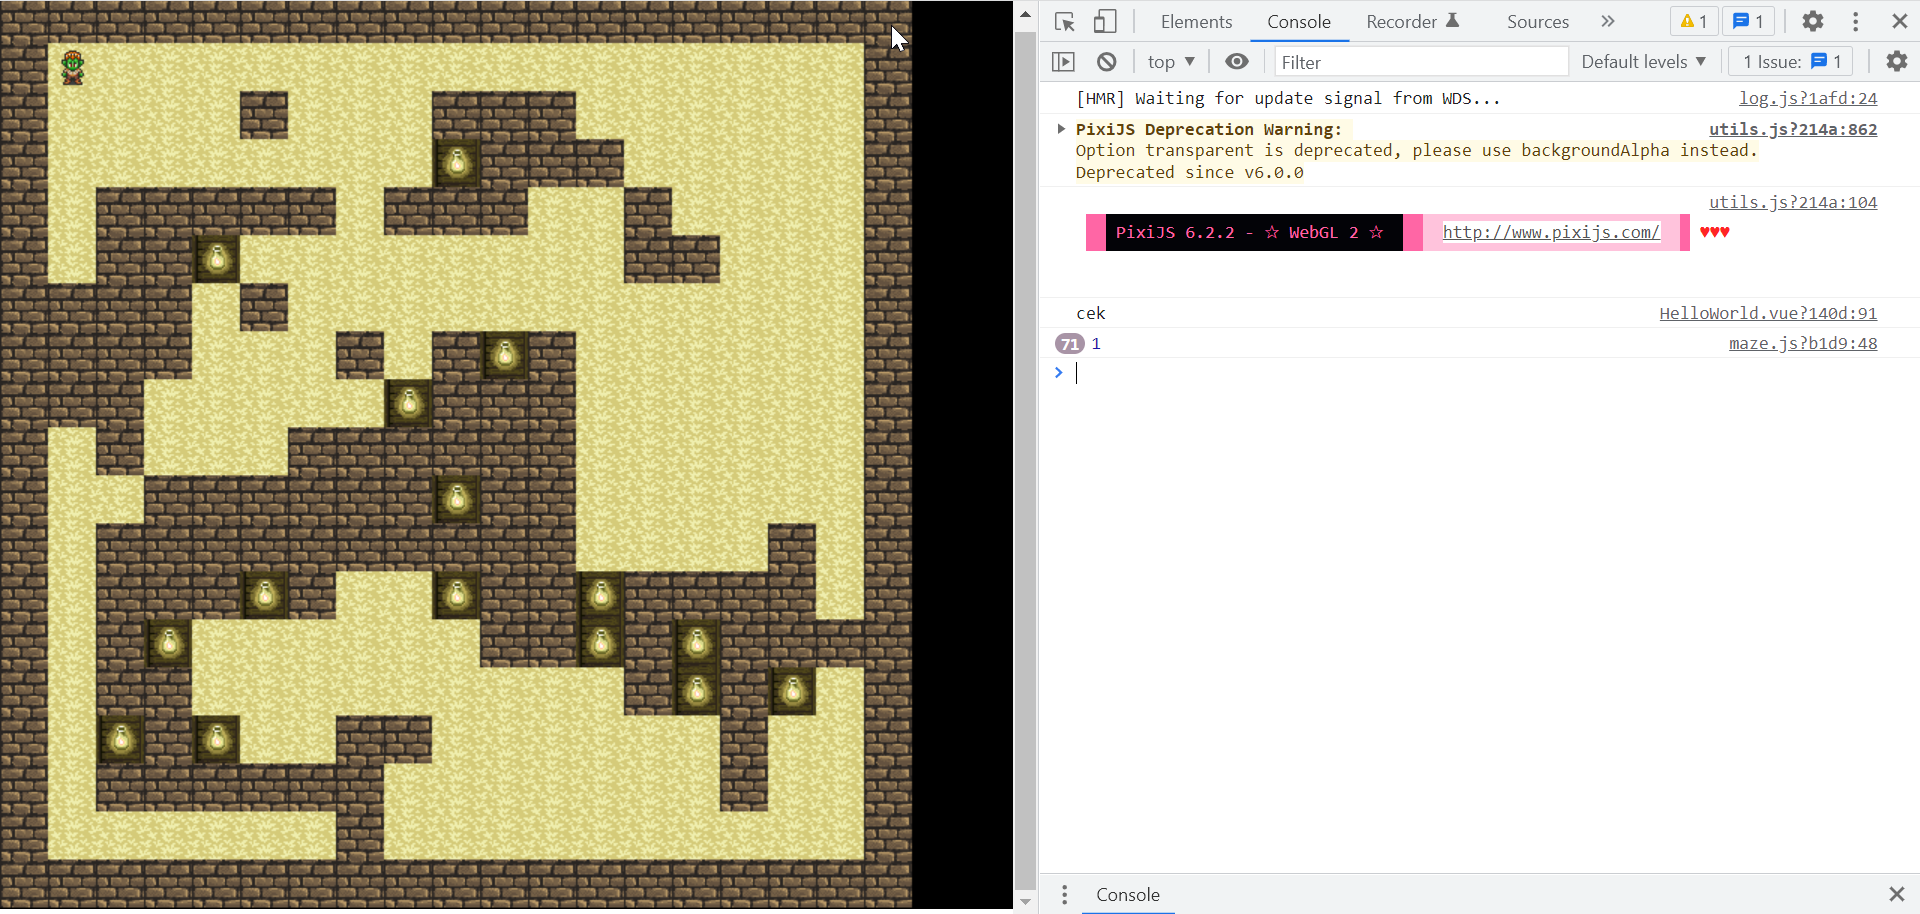 Elements Console Recorder Sources 1 1
top Filter Default levels 1 Issue: 1
[HMR] Waiting for update signal from WDS... log.js?1afd:24
PixiJS Deprecation Warning: utils.js?214a:862
Option transparent is deprecated, please use backgroundAlpha instead.
Deprecated since v6.0.0
utils.js?214a:104
PixiJS 6.2.2 - ☆ WebGL 2 ☆ http://www.pixijs.com/ ♥♥♥
cek HelloWorld.vue?140d:91
71 1 maze.js?b1d9:48
Console